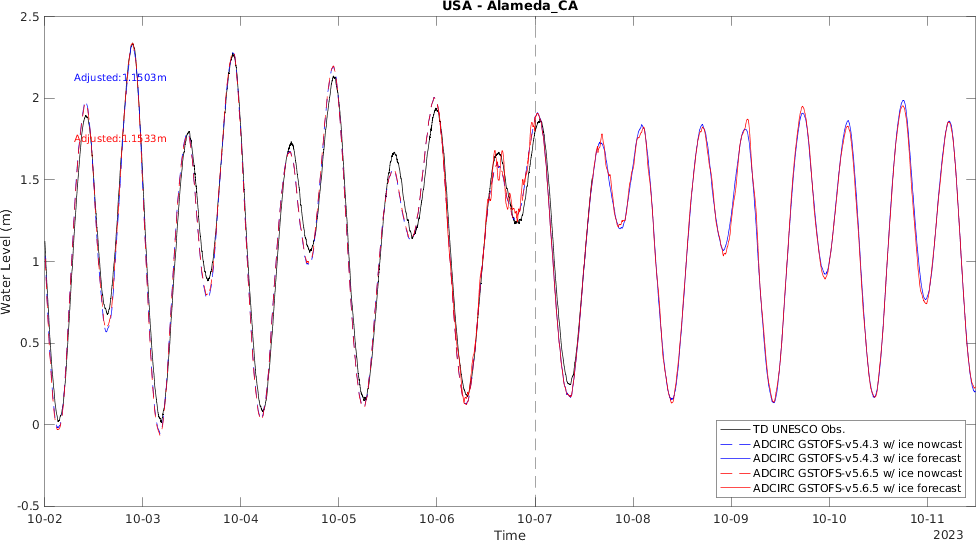 USA - Alameda_CA
2.5
2
1.5
1
0.5
0
-0.5
Water Level (m)
Adjusted:1.1503m
Adjusted:1.1533m
TD UNESCO Obs.
ADCIRC GSTOFS-v5.4.3 w/ ice nowcast
ADCIRC GSTOFS-v5.4.3 w/ ice forecast
ADCIRC GSTOFS-v5.6.5 w/ ice nowcast
ADCIRC GSTOFS-v5.6.5 w/ ice forecast
10-02 10-03 10-04 10-05 10-06 10-07 10-08 10-09 10-10 10-11
Time
2023